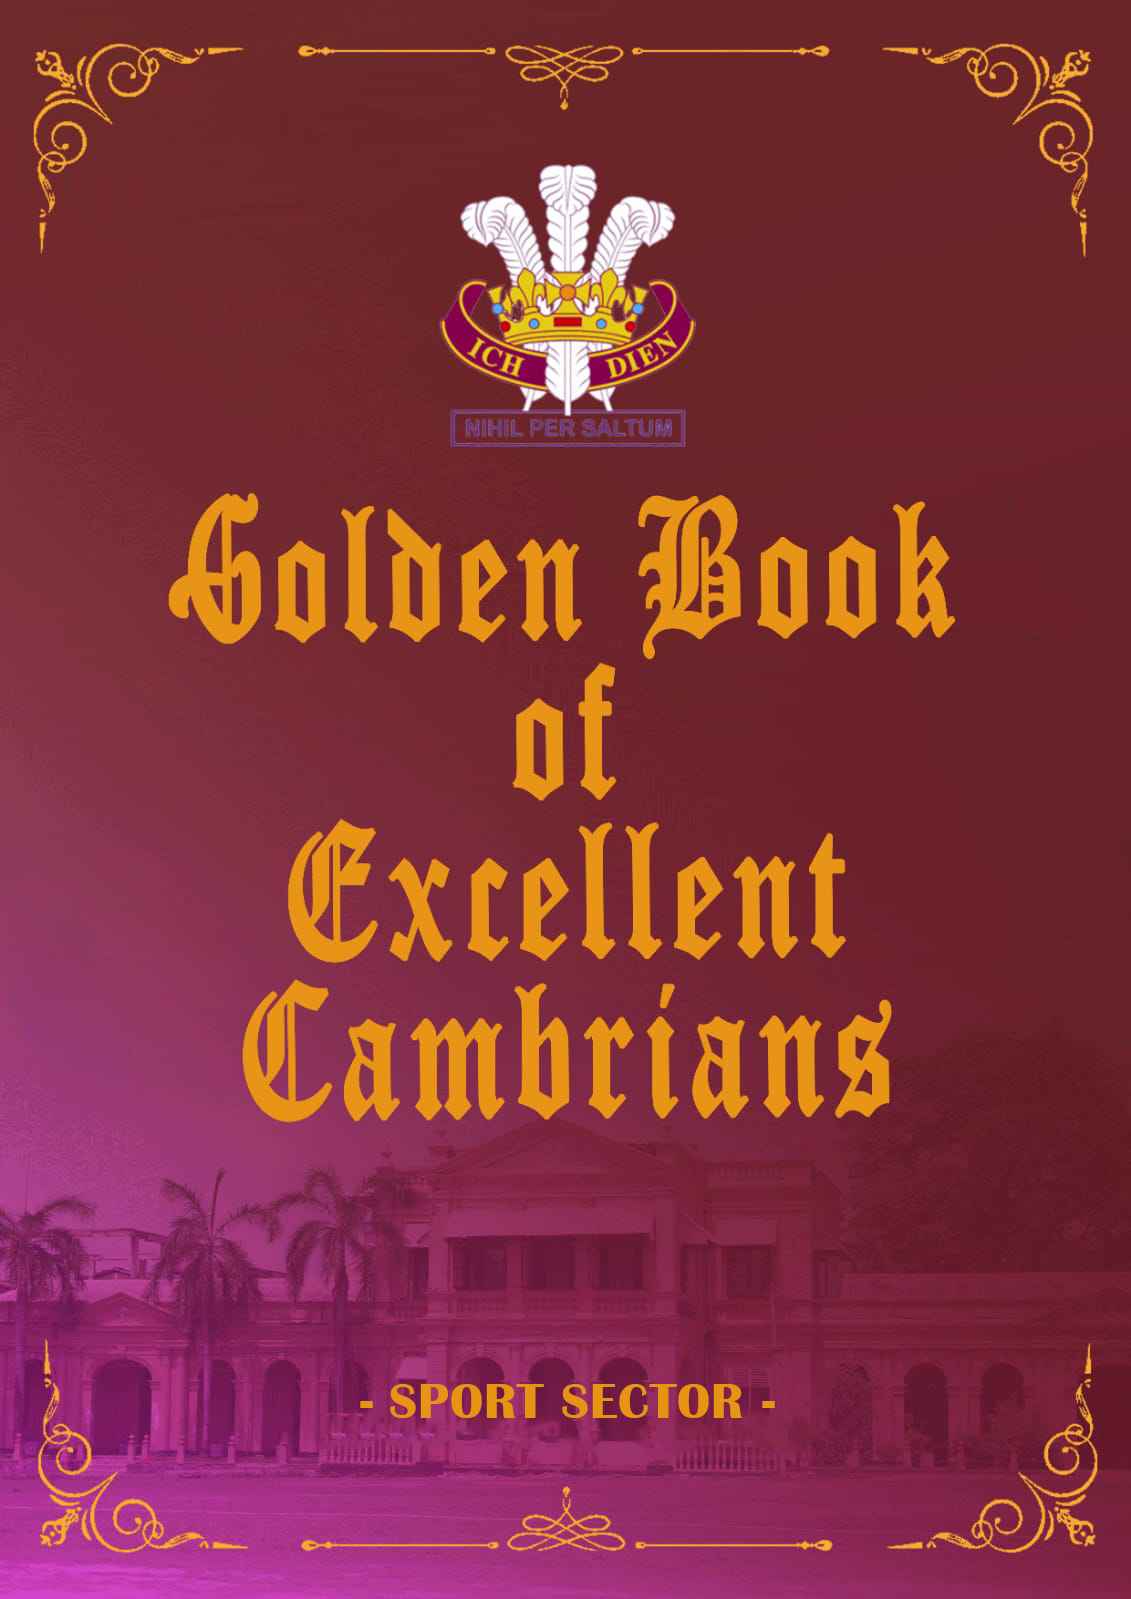 ICH DIEN
NIHIL PER SALTUM
Golden Book
of
Excellent
Cambrians
- SPORT SECTOR -